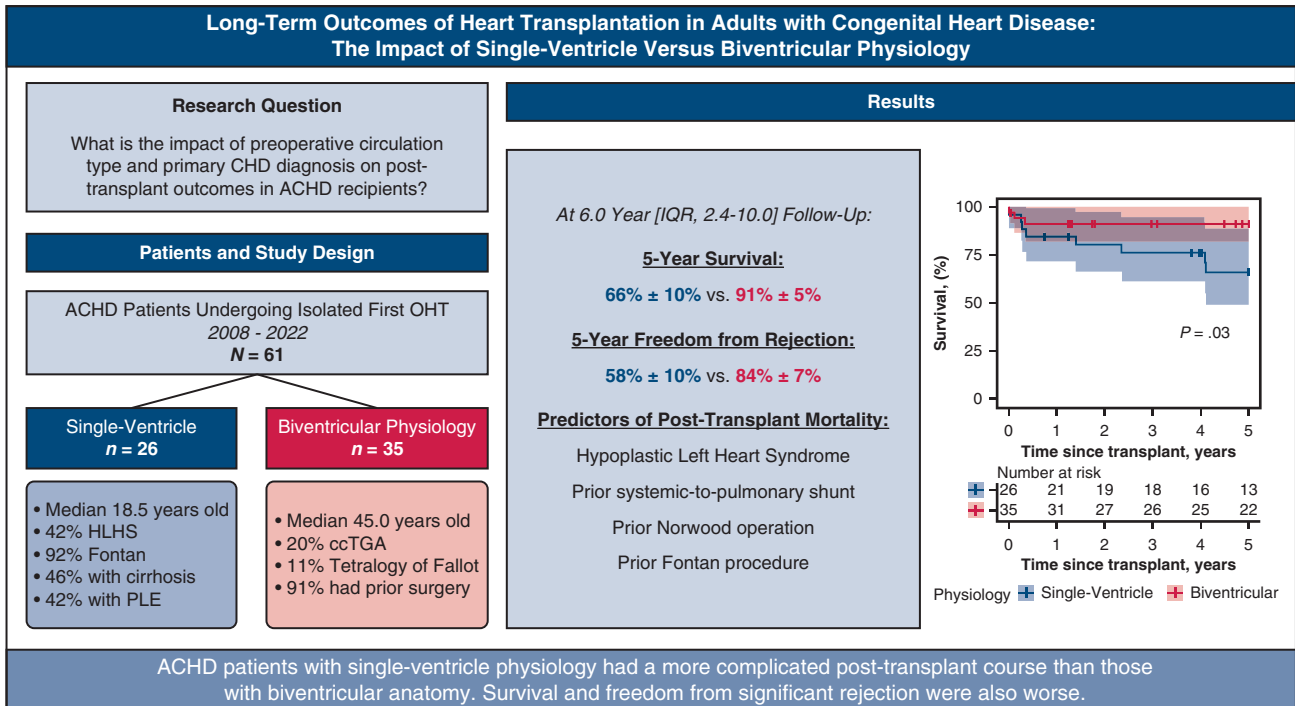 Long-Term Outcomes of Heart Transplantation in Adults with Congenital Heart Disease:
The Impact of Single-Ventricle Versus Biventricular Physiology
Research Question
What is the impact of preoperative circulation
type and primary CHD diagnosis on post-
transplant outcomes in ACHD recipients?
Patients and Study Design
ACHD Patients Undergoing Isolated First OHT
2008 - 2022
N = 61
Single-Ventricle
n = 26
• Median 18.5 years old
• 42% HLHS
• 92% Fontan
• 46% with cirrhosis
• 42% with PLE
Biventricular Physiology
n = 35
• Median 45.0 years old
• 20% ccTGA
• 11% Tetralogy of Fallot
• 91% had prior surgery
Results
At 6.0 Year [IQR, 2.4-10.0] Follow-Up:
5-Year Survival:
66% ± 10% vs. 91% ± 5%
5-Year Freedom from Rejection:
58% ± 10% vs. 84% ± 7%
Predictors of Post-Transplant Mortality:
Hypoplastic Left Heart Syndrome
Prior systemic-to-pulmonary shunt
Prior Norwood operation
Prior Fontan procedure
Survival, (%)
100
75
50
25
0
P = .03
0 1 2 3 4 5
Time since transplant, years
Number at risk
26 21 19 18 16 13
35 31 27 26 25 22
0 1 2 3 4 5
Time since transplant, years
Physiology Single-Ventricle Biventricular
ACHD patients with single-ventricle physiology had a more complicated post-transplant course than those
with biventricular anatomy. Survival and freedom from significant rejection were also worse.